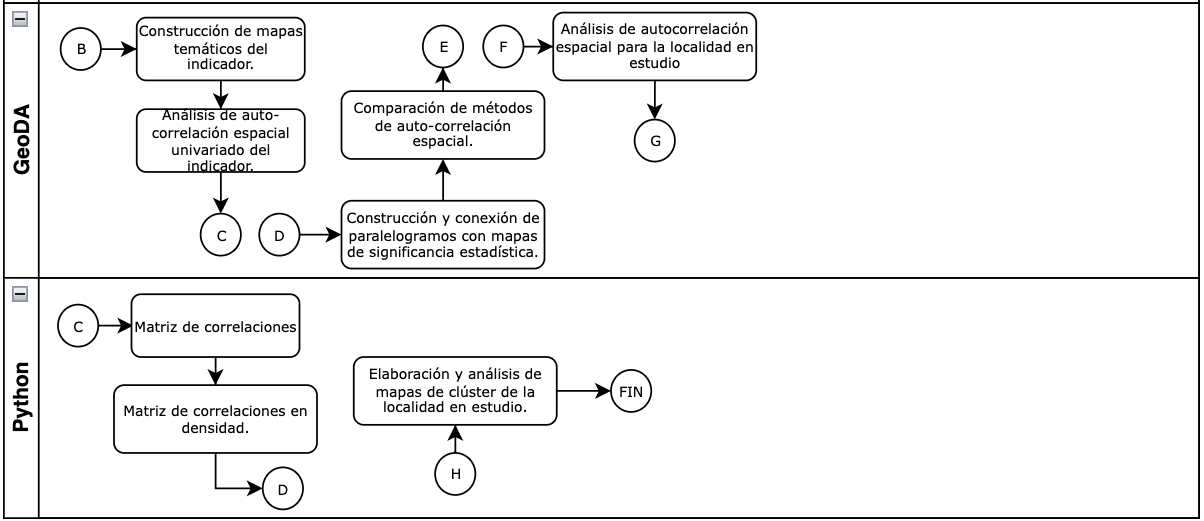 GeoDA
B
Construcción de mapas
temáticos del
indicador.
Análisis de auto-
correlación espacial
univariado del
indicador.
C
D
Construcción y conexión de
paralelogramos con mapas
de significancia estadística.
Comparación de métodos
de auto-correlación
espacial.
E
F
Análisis de autocorrelación
espacial para la localidad en
estudio
G
Python
C
Matriz de correlaciones
Matriz de correlaciones en
densidad.
D
H
Elaboración y análisis de
mapas de clúster de la
localidad en estudio.
FIN